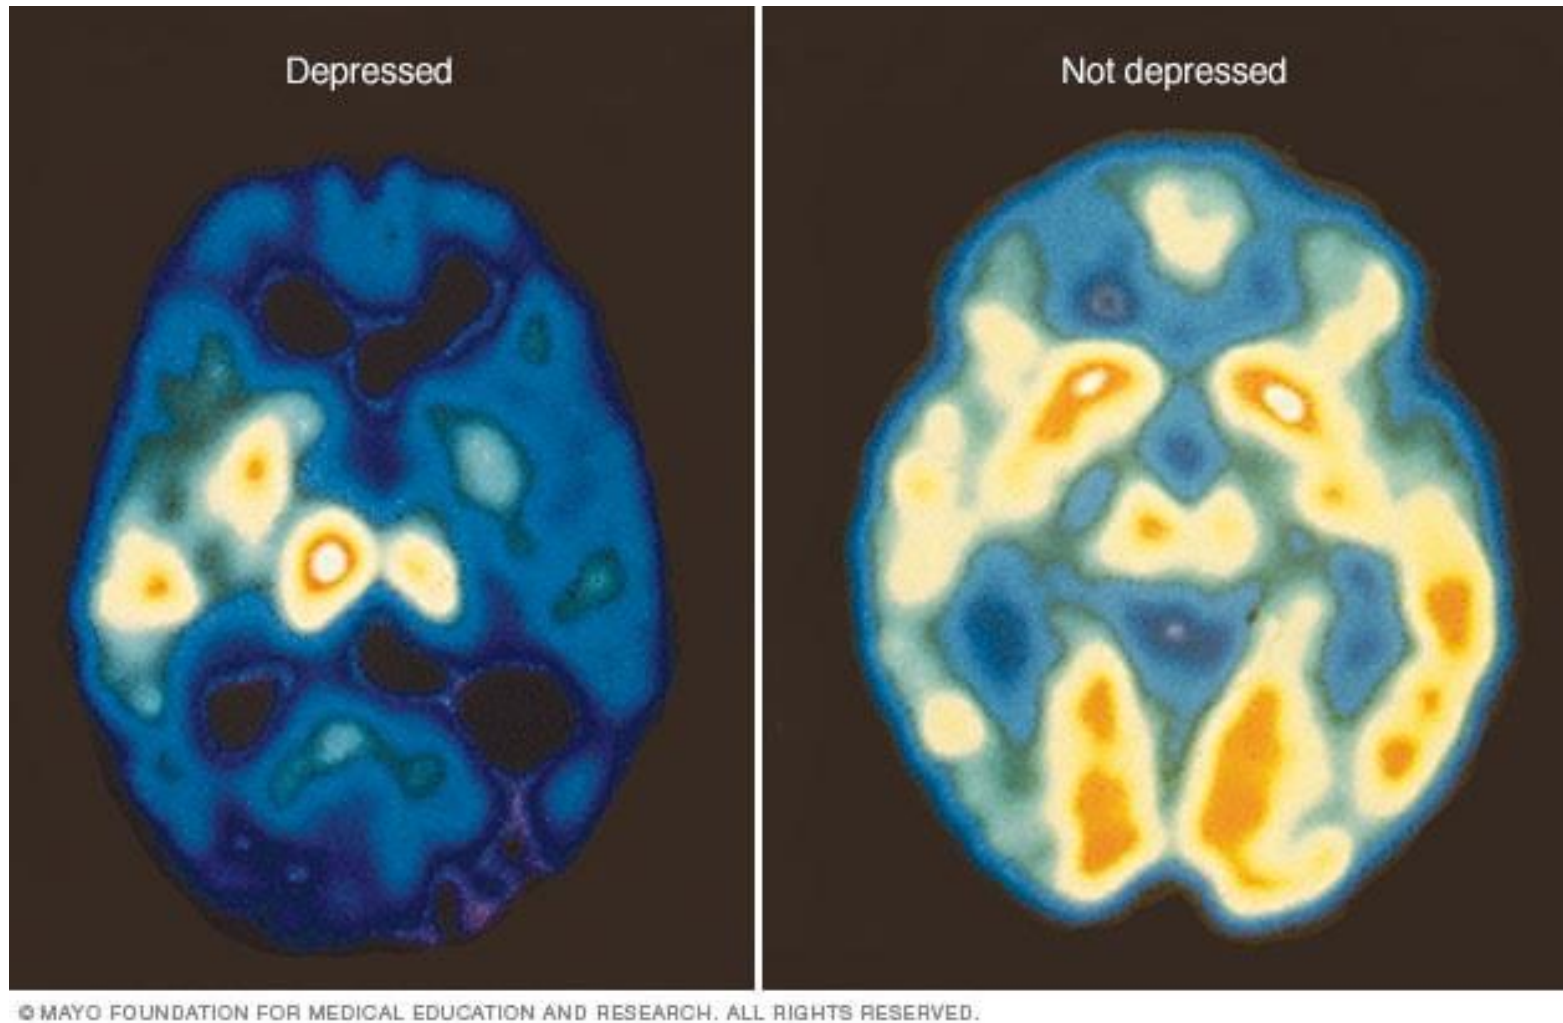 Depressed
Not depressed
© MAYO FOUNDATION FOR MEDICAL EDUCATION AND RESEARCH. ALL RIGHTS RESERVED.